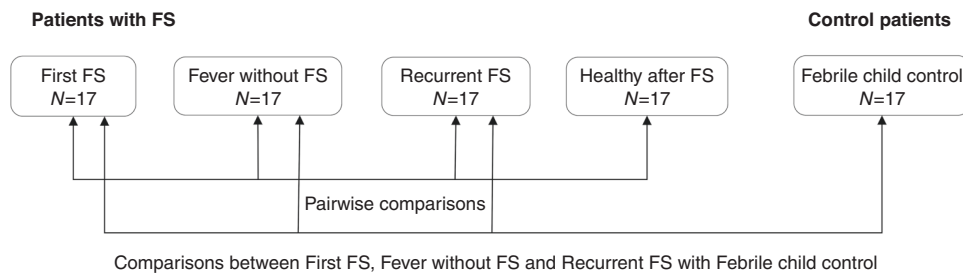 Patients with FS
Control patients
First FS
N=17
Fever without FS
N=17
Recurrent FS
N=17
Healthy after FS
N=17
Febrile child control
N=17
Pairwise comparisons
Comparisons between First FS, Fever without FS and Recurrent FS with Febrile child control